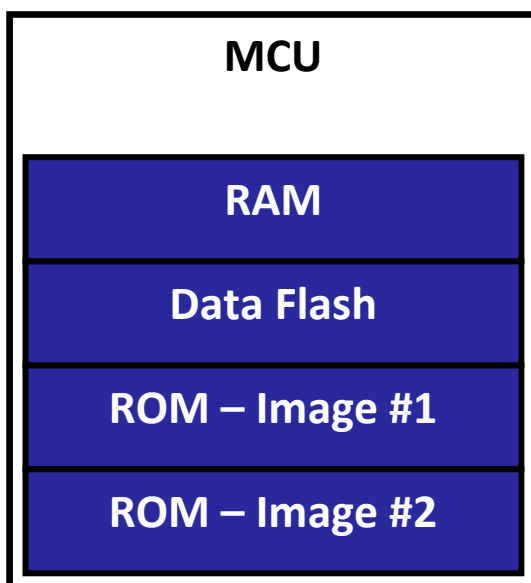 MCU
RAM
Data Flash
ROM – Image #1
ROM – Image #2